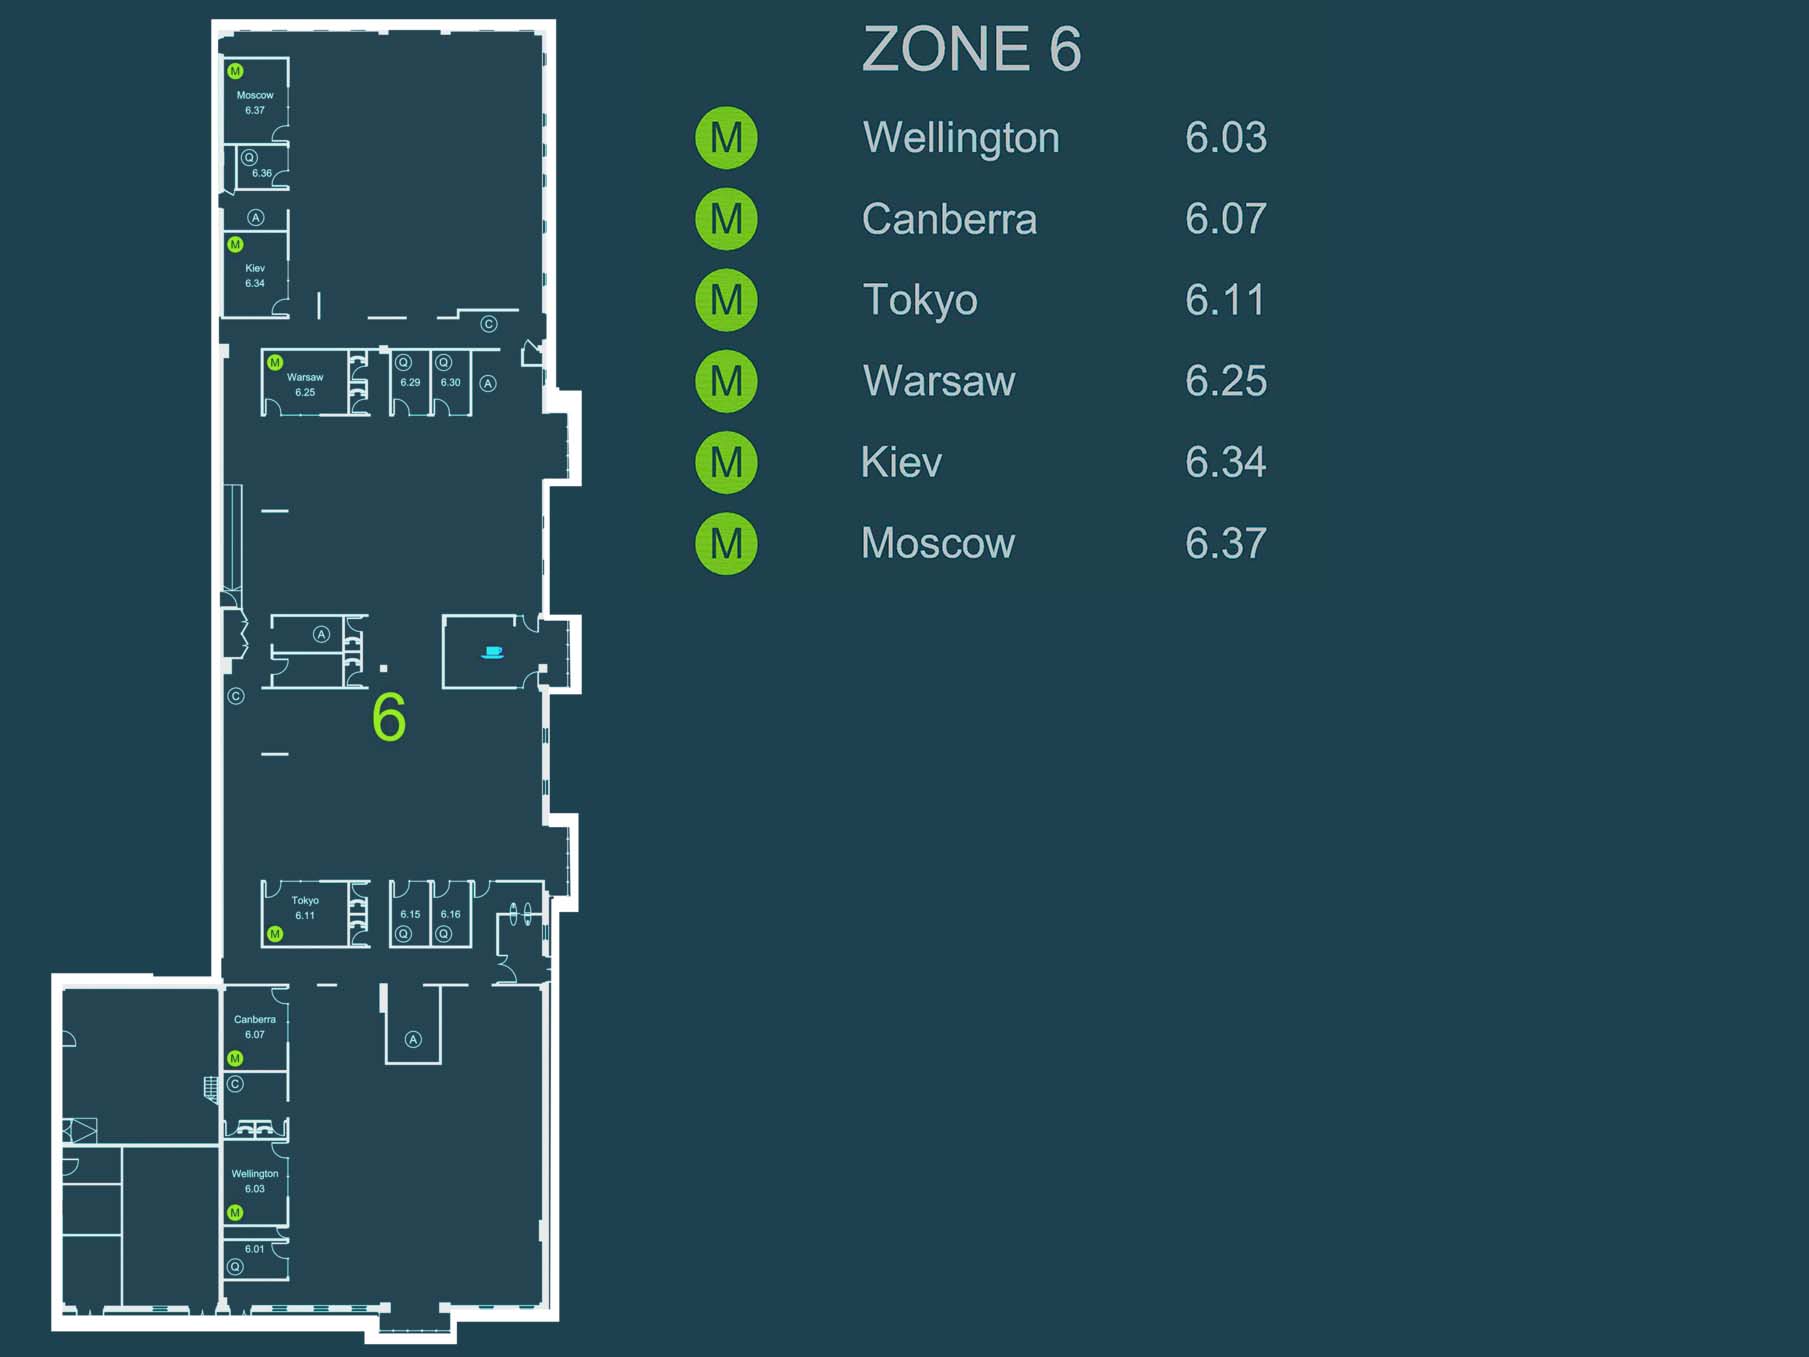 ZONE 6
M Wellington 6.03
M Canberra 6.07
M Tokyo 6.11
M Warsaw 6.25
M Kiev 6.34
M Moscow 6.37
M
Moscow
6.37
Q
6.36
A
M
Kiev
6.34
C
M
Warsaw
6.25
Q
6.29
Q
6.30
A
A
C
6
Tokyo
6.11
M
6.15
Q
6.16
Q
Canberra
6.07
M
A
C
Wellington
6.03
M
6.01
Q